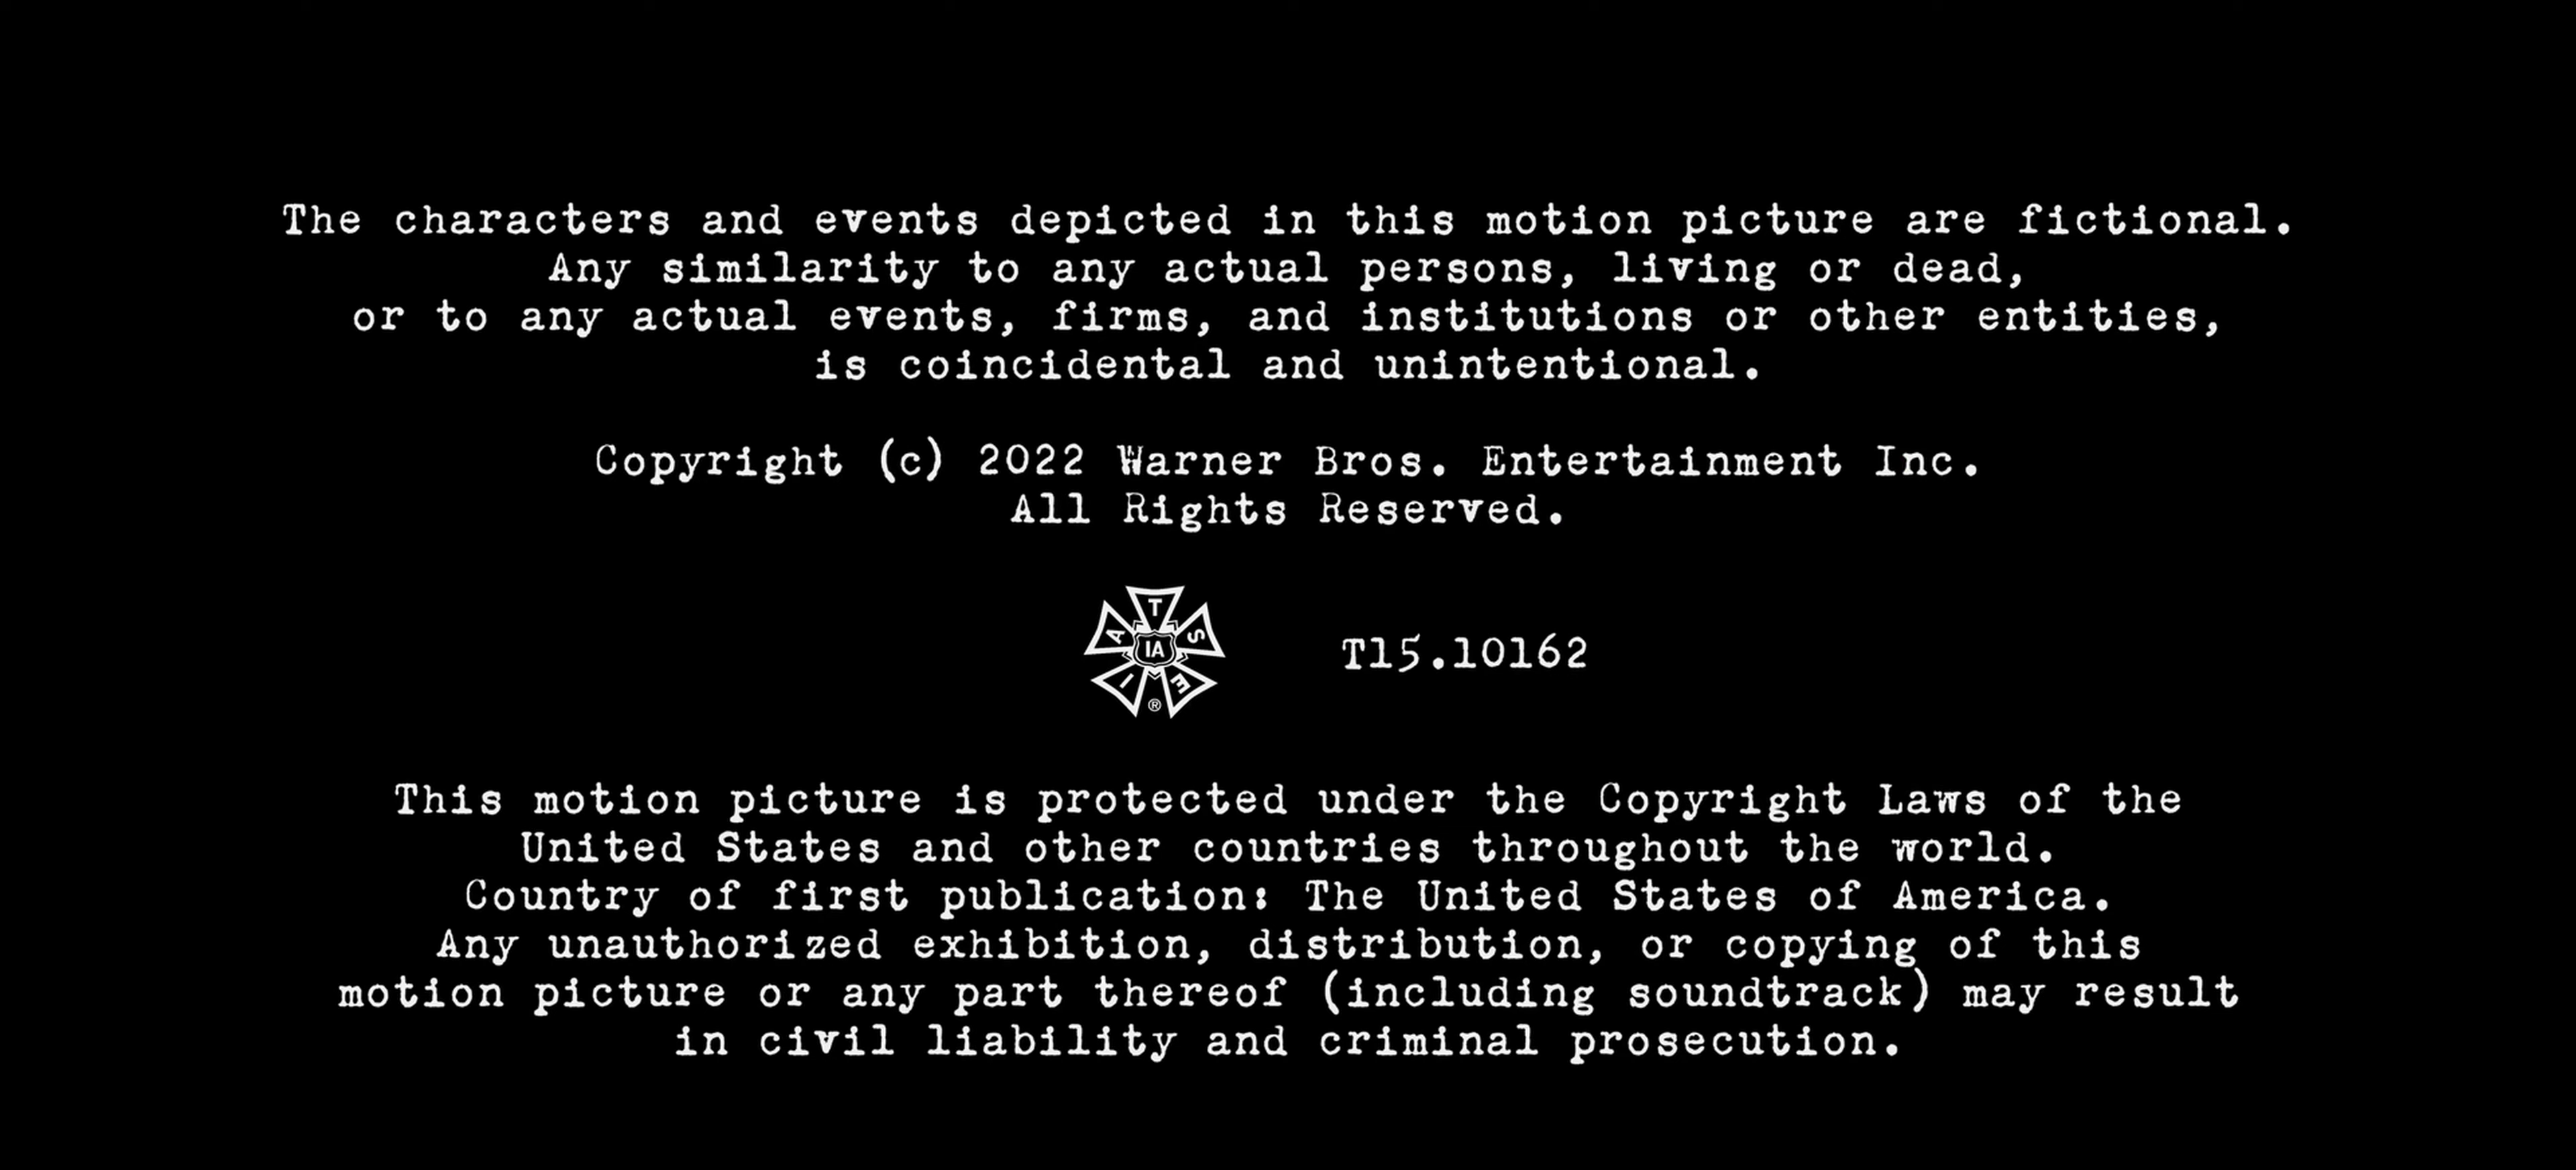 The characters and events depicted in this motion picture are fictional.
Any similarity to any actual persons, living or dead,
or to any actual events, firms, and institutions or other entities,
is coincidental and unintentional.
Copyright (c) 2022 Warner Bros. Entertainment Inc.
All Rights Reserved.
IATSE
IA
®
T15.10162
This motion picture is protected under the Copyright Laws of the
United States and other countries throughout the world.
Country of first publication: The United States of America.
Any unauthorized exhibition, distribution, or copying of this
motion picture or any part thereof (including soundtrack) may result
in civil liability and criminal prosecution.